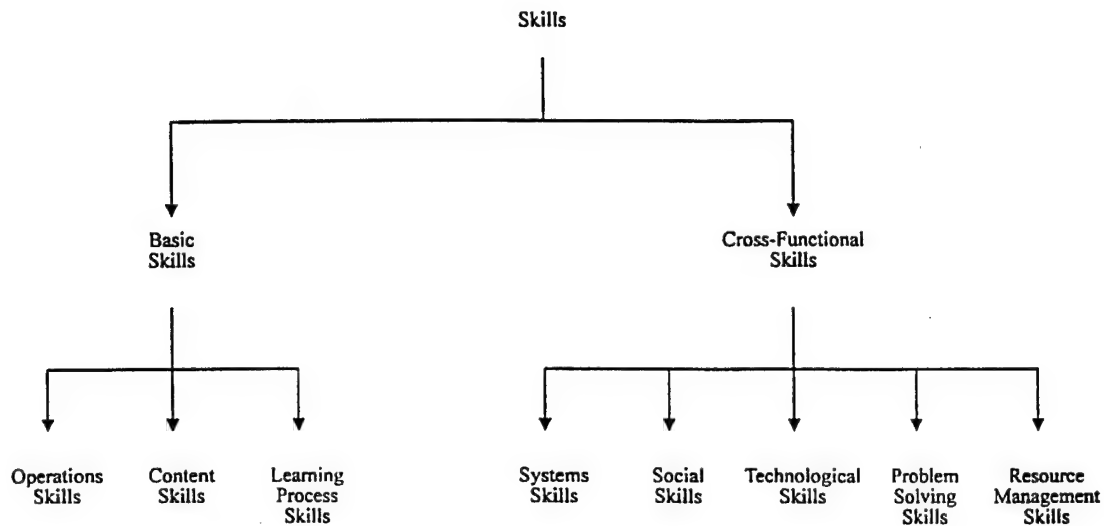 Skills
Basic
Skills
Cross-Functional
Skills
Operations
Skills
Content
Skills
Learning
Process
Skills
Systems
Skills
Social
Skills
Technological
Skills
Problem
Solving
Skills
Resource
Management
Skills